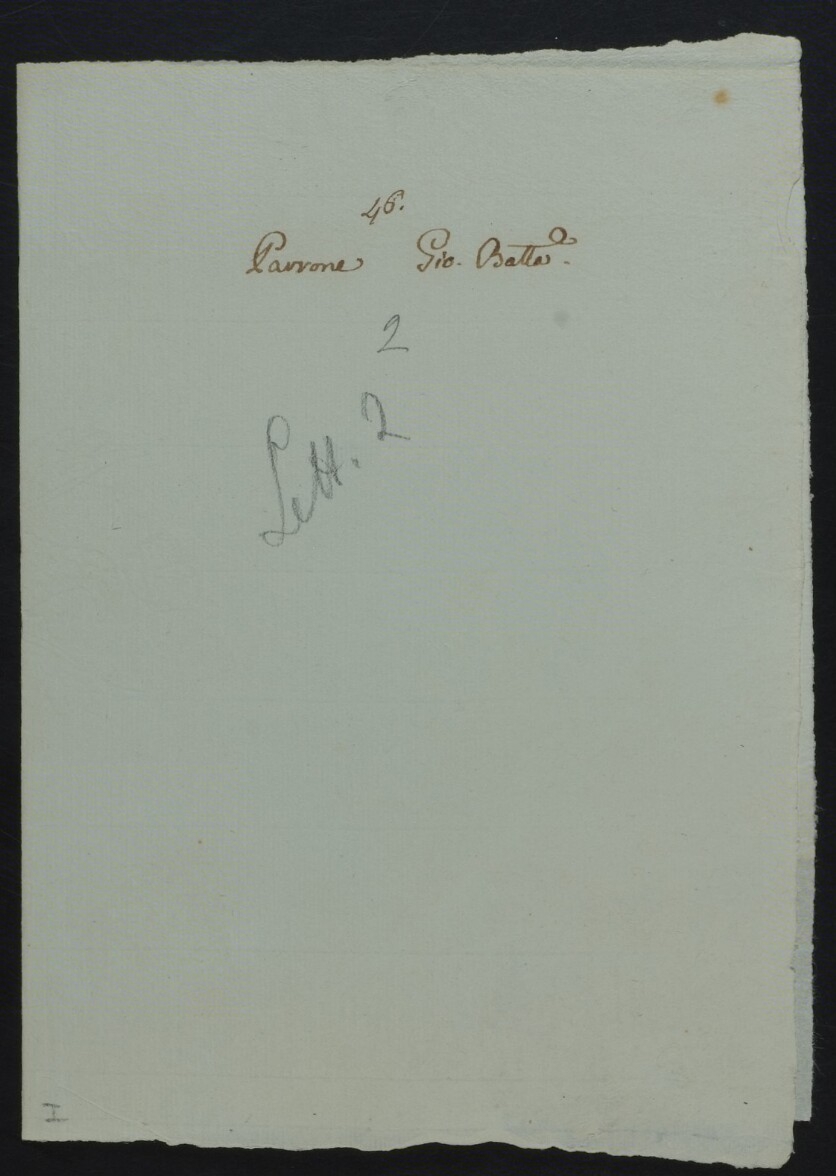 46.
Parrone Gio. Batta.
2
Lett. 2
I